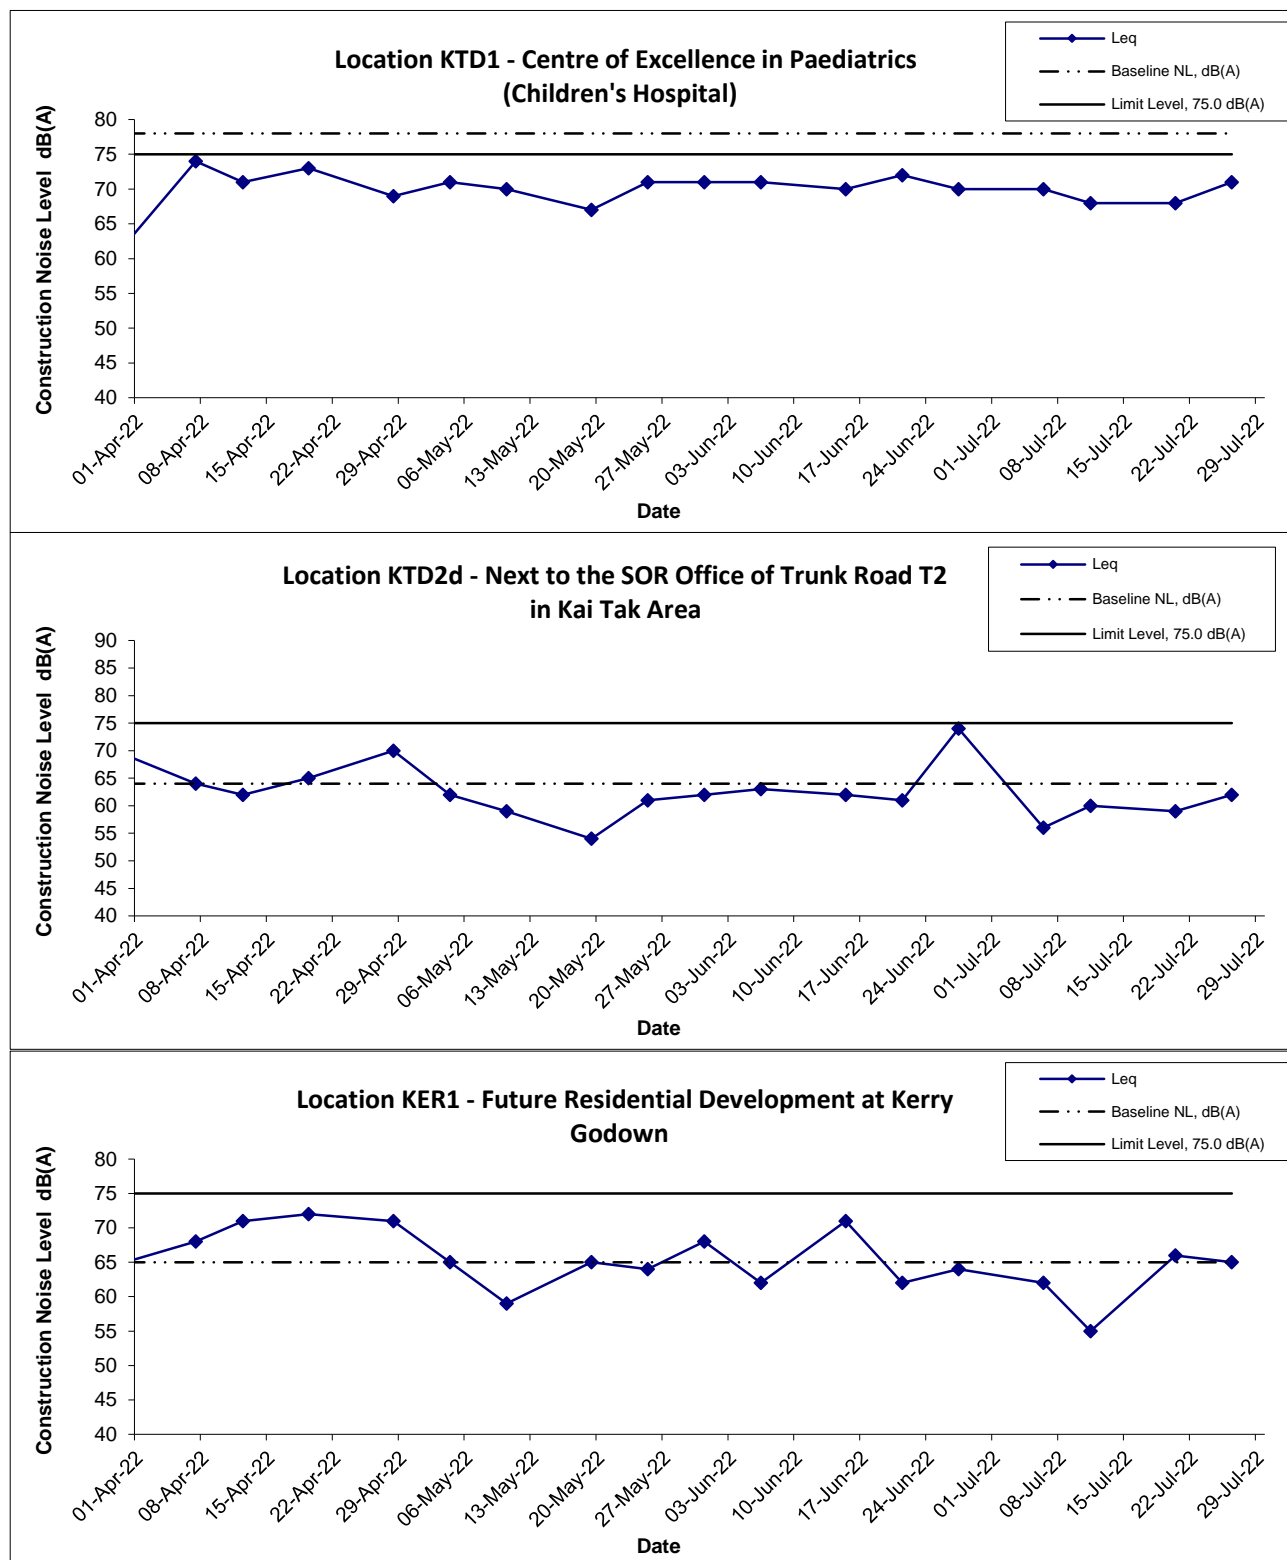 Location KTD1 - Centre of Excellence in Paediatrics
(Children's Hospital)
Leq
Baseline NL, dB(A)
Limit Level, 75.0 dB(A)
Construction Noise Level dB(A)
80
75
70
65
60
55
50
45
40
01-Apr-22
08-Apr-22
15-Apr-22
22-Apr-22
29-Apr-22
06-May-22
13-May-22
20-May-22
27-May-22
03-Jun-22
10-Jun-22
17-Jun-22
24-Jun-22
01-Jul-22
08-Jul-22
15-Jul-22
22-Jul-22
29-Jul-22
Date
Location KTD2d - Next to the SOR Office of Trunk Road T2
in Kai Tak Area
Leq
Baseline NL, dB(A)
Limit Level, 75.0 dB(A)
Construction Noise Level dB(A)
90
85
80
75
70
65
60
55
50
45
40
01-Apr-22
08-Apr-22
15-Apr-22
22-Apr-22
29-Apr-22
06-May-22
13-May-22
20-May-22
27-May-22
03-Jun-22
10-Jun-22
17-Jun-22
24-Jun-22
01-Jul-22
08-Jul-22
15-Jul-22
22-Jul-22
29-Jul-22
Date
Location KER1 - Future Residential Development at Kerry
Godown
Leq
Baseline NL, dB(A)
Limit Level, 75.0 dB(A)
Construction Noise Level dB(A)
80
75
70
65
60
55
50
45
40
01-Apr-22
08-Apr-22
15-Apr-22
22-Apr-22
29-Apr-22
06-May-22
13-May-22
20-May-22
27-May-22
03-Jun-22
10-Jun-22
17-Jun-22
24-Jun-22
01-Jul-22
08-Jul-22
15-Jul-22
22-Jul-22
29-Jul-22
Date